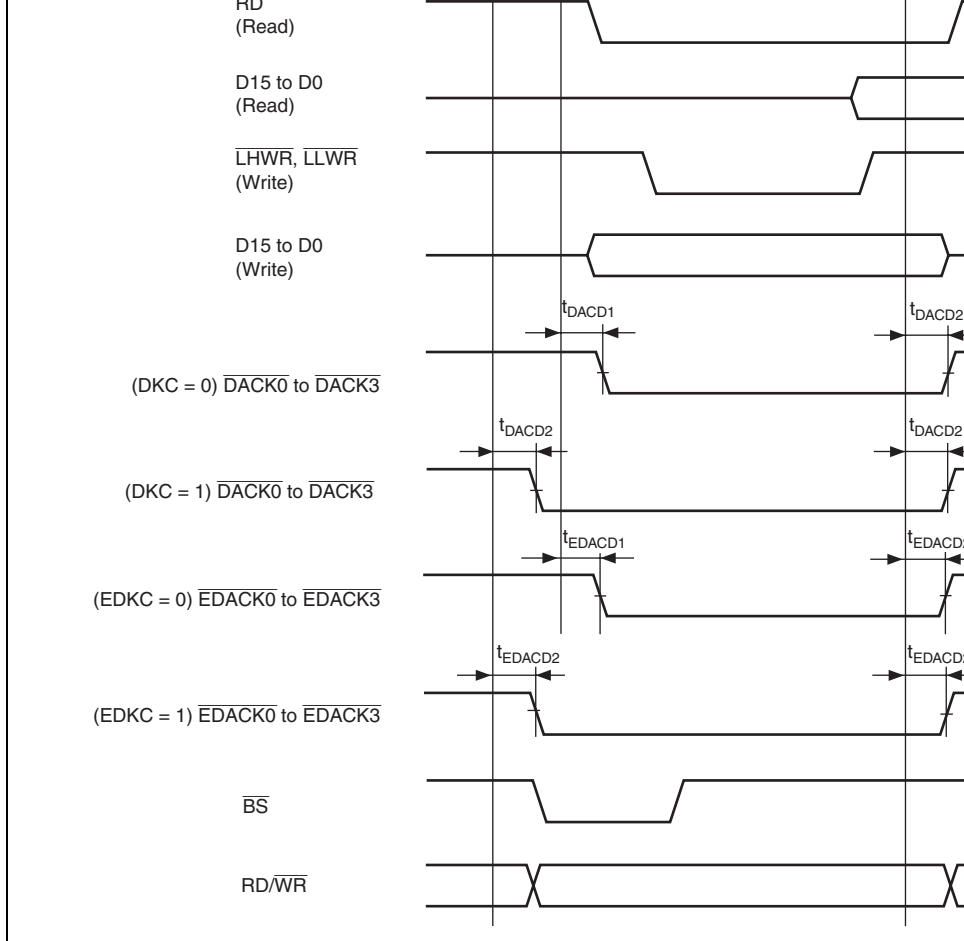 RD
(Read)
D15 to D0
(Read)
LHWR, LLWR
(Write)
D15 to D0
(Write)
tDACD1
tDACD2
(DKC = 0) DACK0 to DACK3
tDACD2
tDACD2
(DKC = 1) DACK0 to DACK3
tEDACD1
tEDACD2
(EDKC = 0) EDACK0 to EDACK3
tEDACD2
tEDACD2
(EDKC = 1) EDACK0 to EDACK3
BS
RD/WR